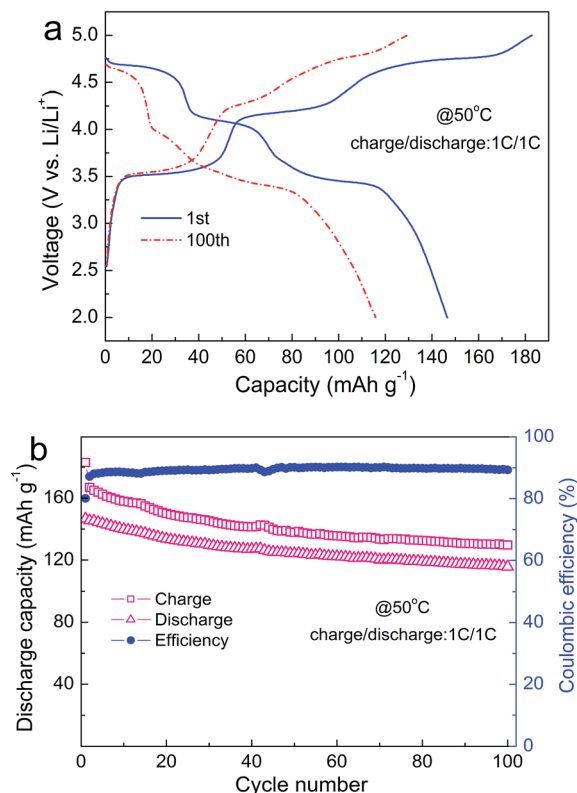 a
5.0
4.5
4.0
3.5
3.0
2.5
2.0
Voltage (V vs. Li/Li⁺)
@50°C
charge/discharge:1C/1C
1st
100th
0 20 40 60 80 100 120 140 160 180
Capacity (mAh g⁻¹)
b
160
120
80
40
Discharge capacity (mAh g⁻¹)
100
80
60
40
20
0
Coulombic efficiency (%)
Charge
Discharge
Efficiency
@50°C
charge/discharge:1C/1C
0 20 40 60 80 100
Cycle number